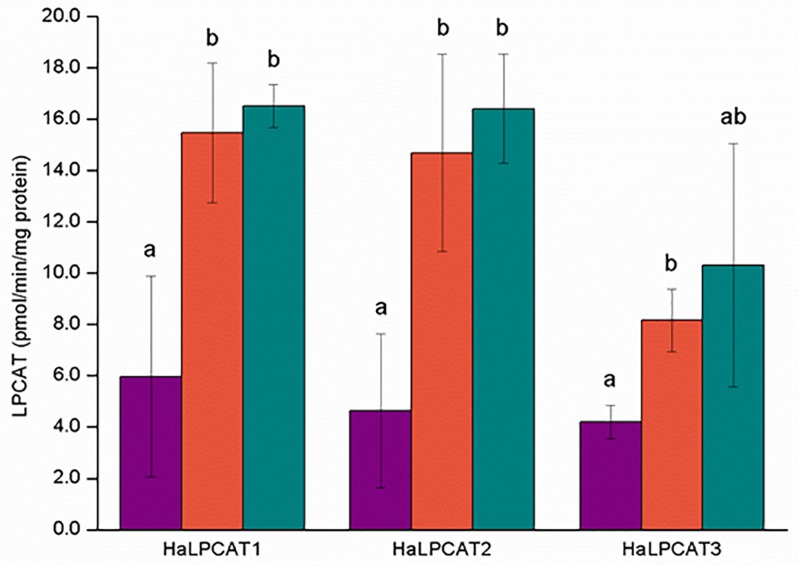 LPCAT (pmol/min/mg protein)
20.0
18.0
16.0
14.0
12.0
10.0
8.0
6.0
4.0
2.0
0.0
a b b
a b b
a b ab
HaLPCAT1 HaLPCAT2 HaLPCAT3